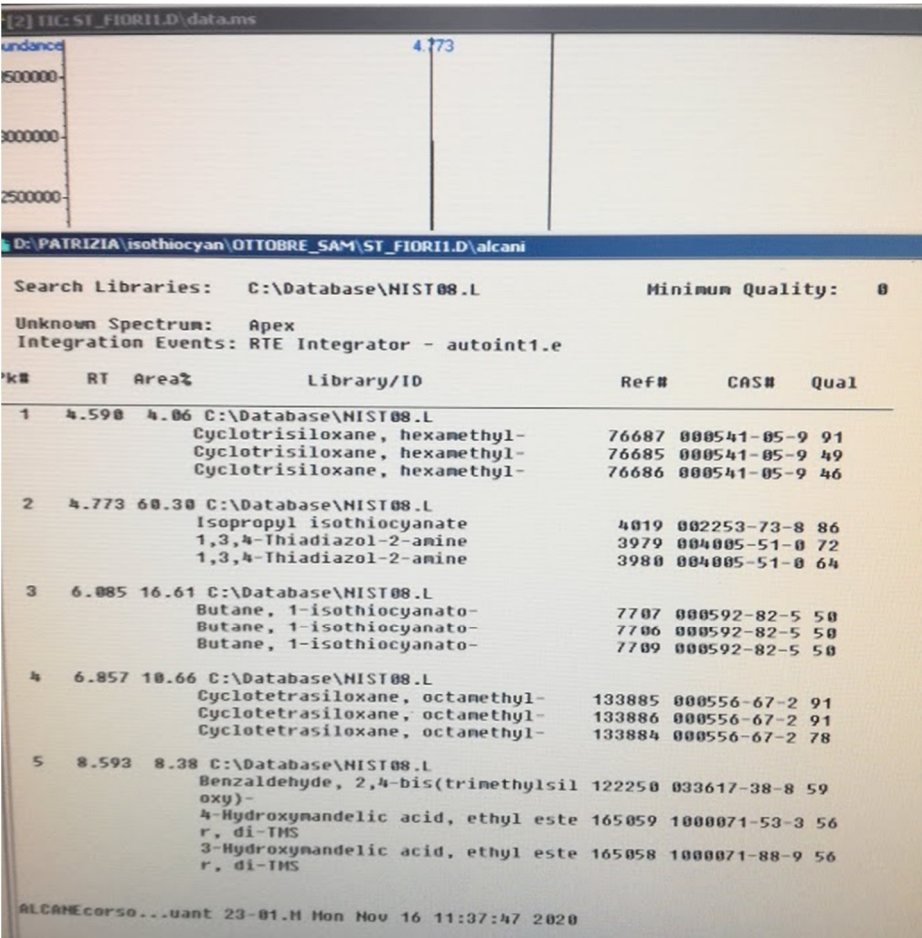 [2] TIC: ST_FIORI1.D\data.ms
undance
4.773
3500000
3000000
2500000
D:\PATRIZIA\isothiocyan\OTTOBRE_SAM\ST_FIORI1.D\alcani
Search Libraries: C:\Database\NIST08.L Minimum Quality: 0
Unknown Spectrum: Apex
Integration Events: RTE Integrator - autoint1.e
Pk# RT Area% Library/ID Ref# CAS# Qual
1 4.590 4.06 C:\Database\NIST08.L
Cyclotrisiloxane, hexamethyl- 76687 000541-05-9 91
Cyclotrisiloxane, hexamethyl- 76685 000541-05-9 49
Cyclotrisiloxane, hexamethyl- 76686 000541-05-9 46
2 4.773 60.30 C:\Database\NIST08.L
Isopropyl isothiocyanate 4019 002253-73-8 86
1,3,4-Thiadiazol-2-amine 3979 004005-51-0 72
1,3,4-Thiadiazol-2-amine 3980 004005-51-0 64
3 6.085 16.61 C:\Database\NIST08.L
Butane, 1-isothiocyanato- 7707 000592-82-5 50
Butane, 1-isothiocyanato- 7706 000592-82-5 50
Butane, 1-isothiocyanato- 7709 000592-82-5 50
4 6.857 10.66 C:\Database\NIST08.L
Cyclotetrasiloxane, octamethyl- 133885 000556-67-2 91
Cyclotetrasiloxane, octamethyl- 133886 000556-67-2 91
Cyclotetrasiloxane, octamethyl- 133884 000556-67-2 78
5 8.593 8.38 C:\Database\NIST08.L
Benzaldehyde, 2,4-bis(trimethylsil 122250 033617-38-8 59
oxy)-
4-Hydroxymandelic acid, ethyl este 165059 1000071-53-3 56
r, di-TMS
3-Hydroxymandelic acid, ethyl este 165058 1000071-88-9 56
r, di-TMS
ALCANEcorso...uant 23-01.M Mon Nov 16 11:37:47 2020